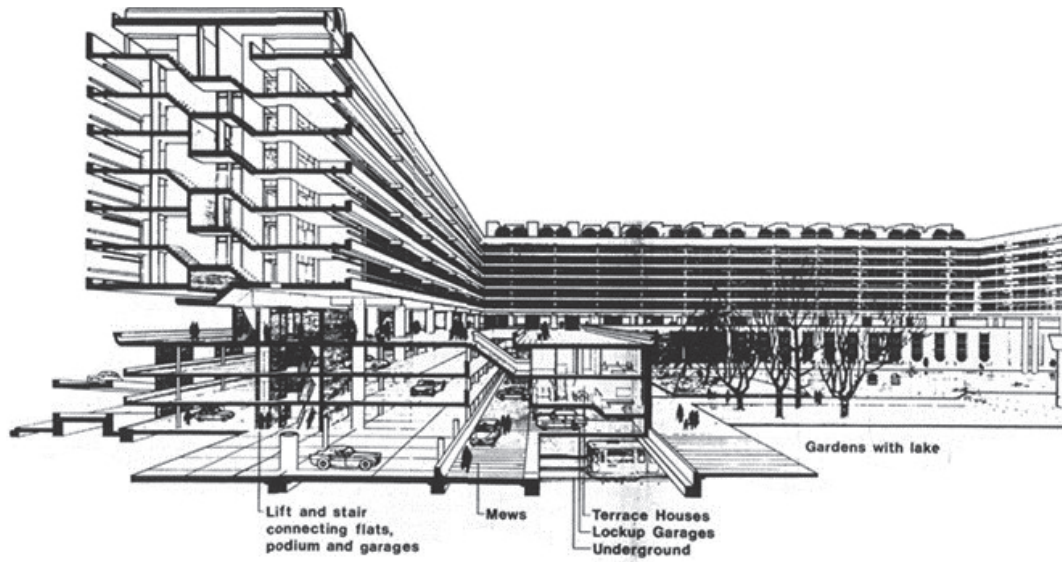 Gardens with lake
Lift and stair
connecting flats,
podium and garages
Mews
Terrace Houses
Lockup Garages
Underground